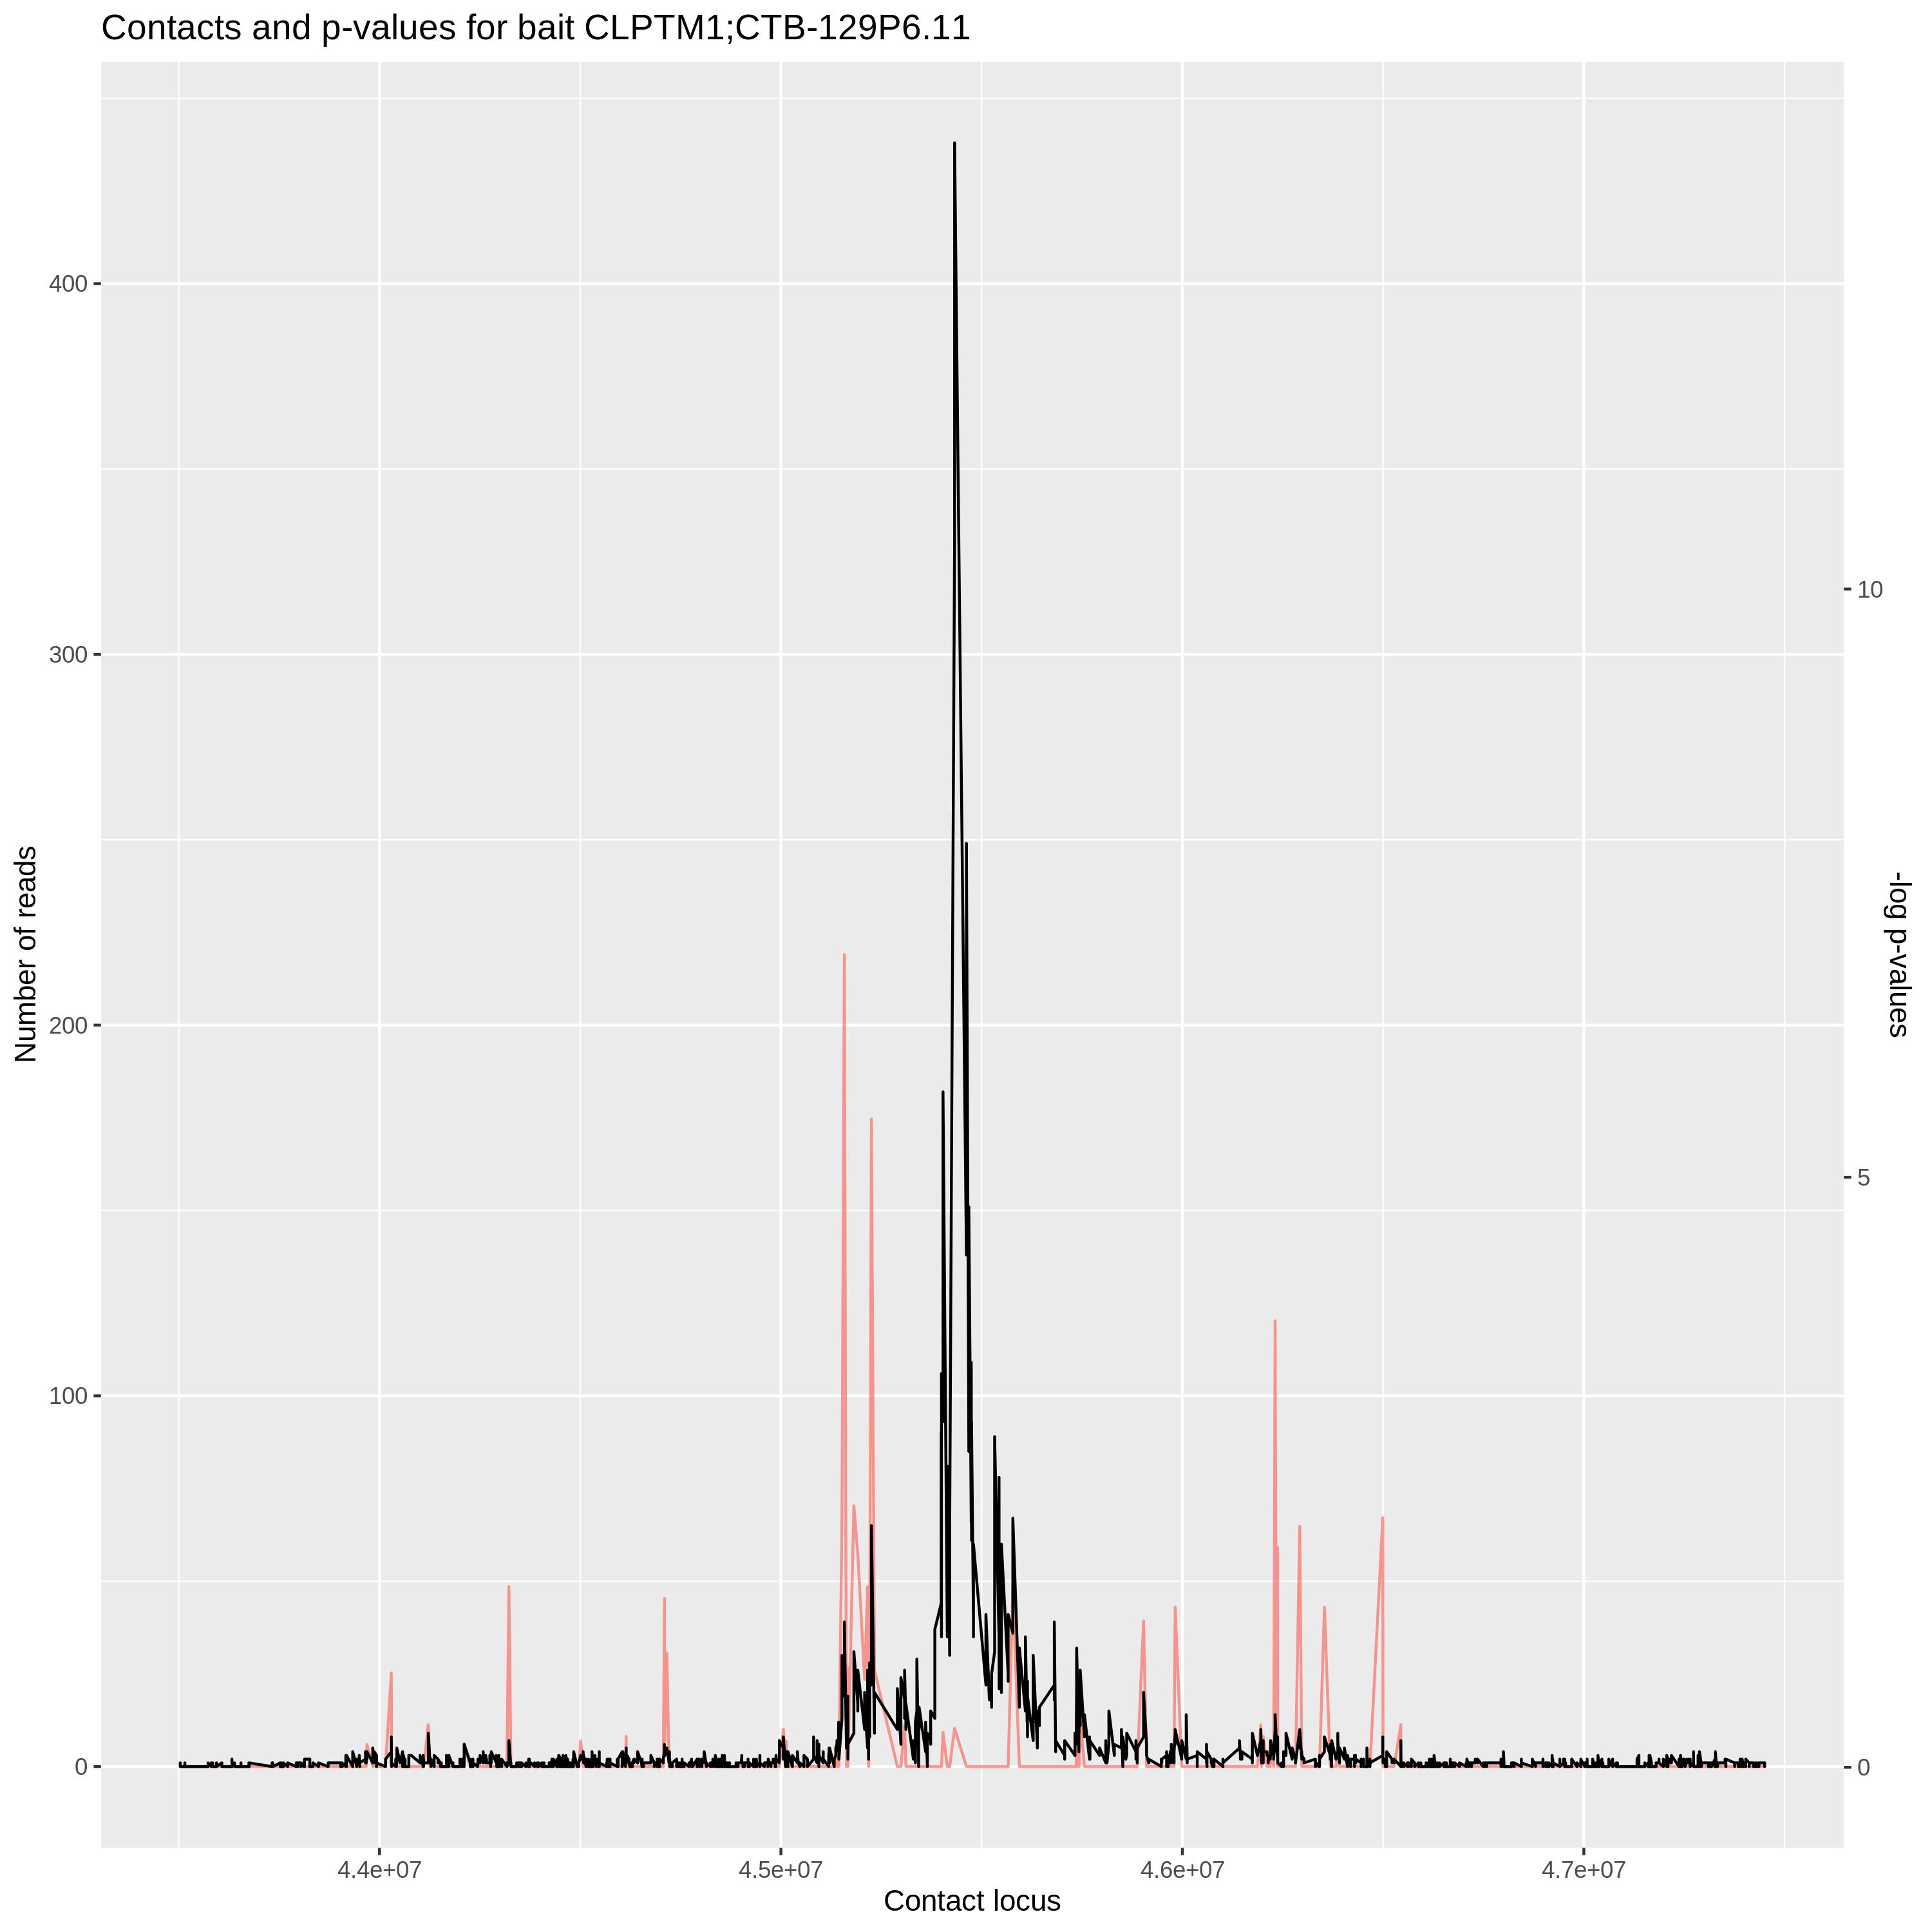 Contacts and p-values for bait CLPTM1;CTB-129P6.11
400
300
200
100
0
Number of reads
10
5
0
-log p-values
4.4e+07
4.5e+07
4.6e+07
4.7e+07
Contact locus